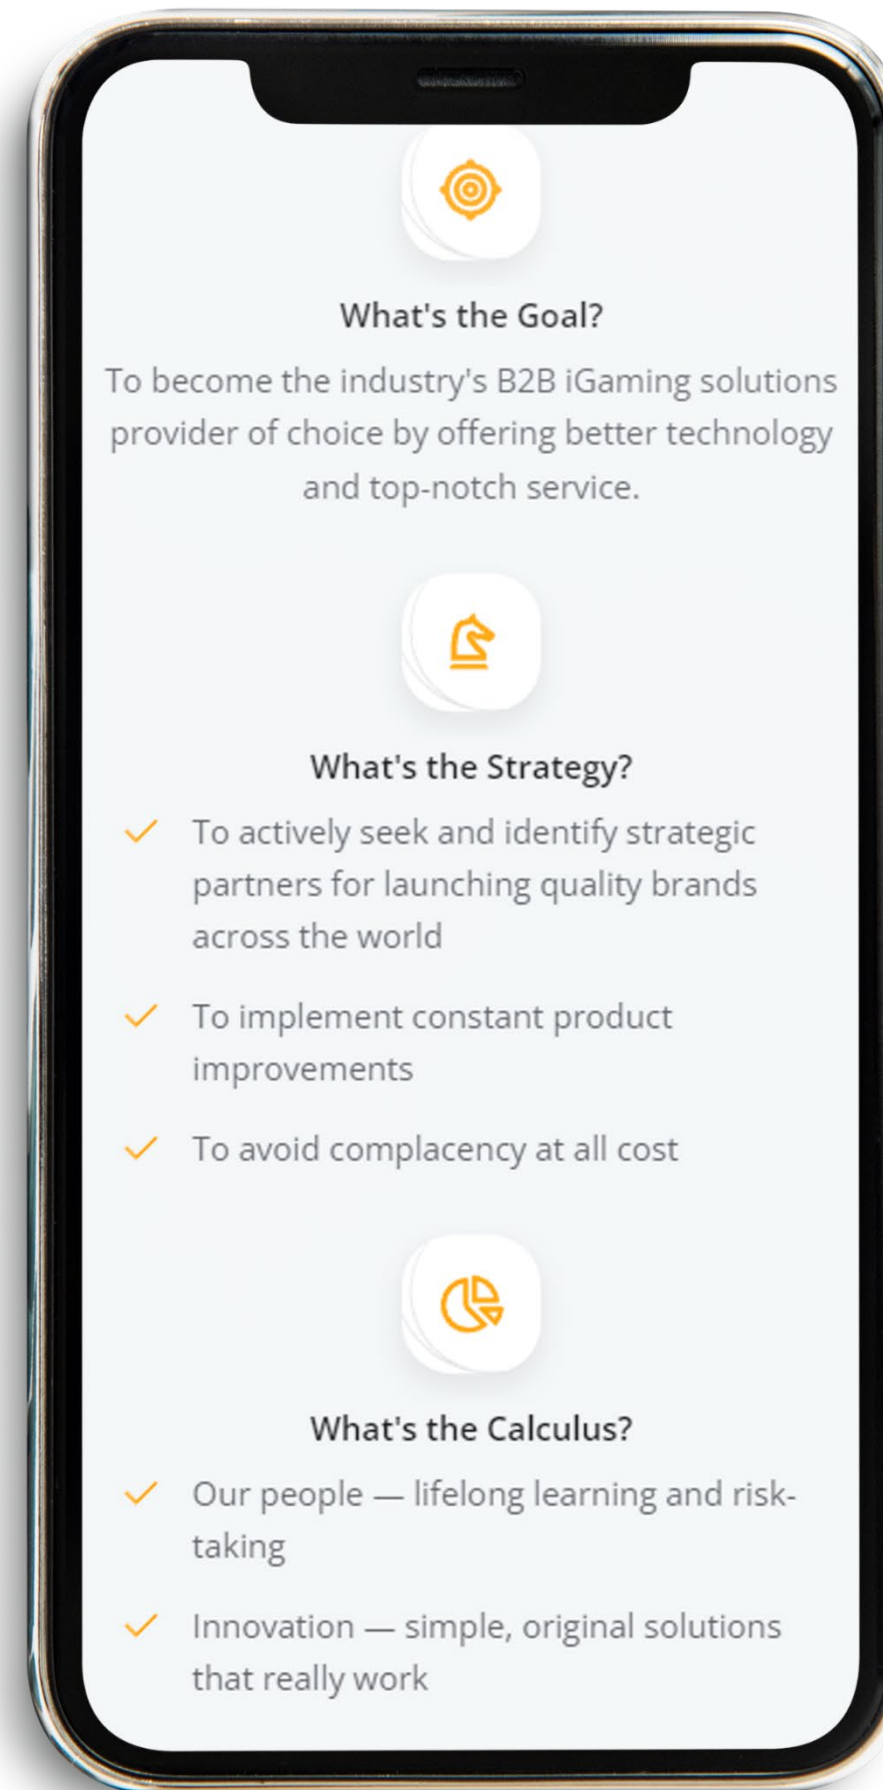 What's the Goal?
To become the industry's B2B iGaming solutions
provider of choice by offering better technology
and top-notch service.
What's the Strategy?
To actively seek and identify strategic
partners for launching quality brands
across the world
To implement constant product
improvements
To avoid complacency at all cost
What's the Calculus?
Our people — lifelong learning and risk-
taking
Innovation — simple, original solutions
that really work